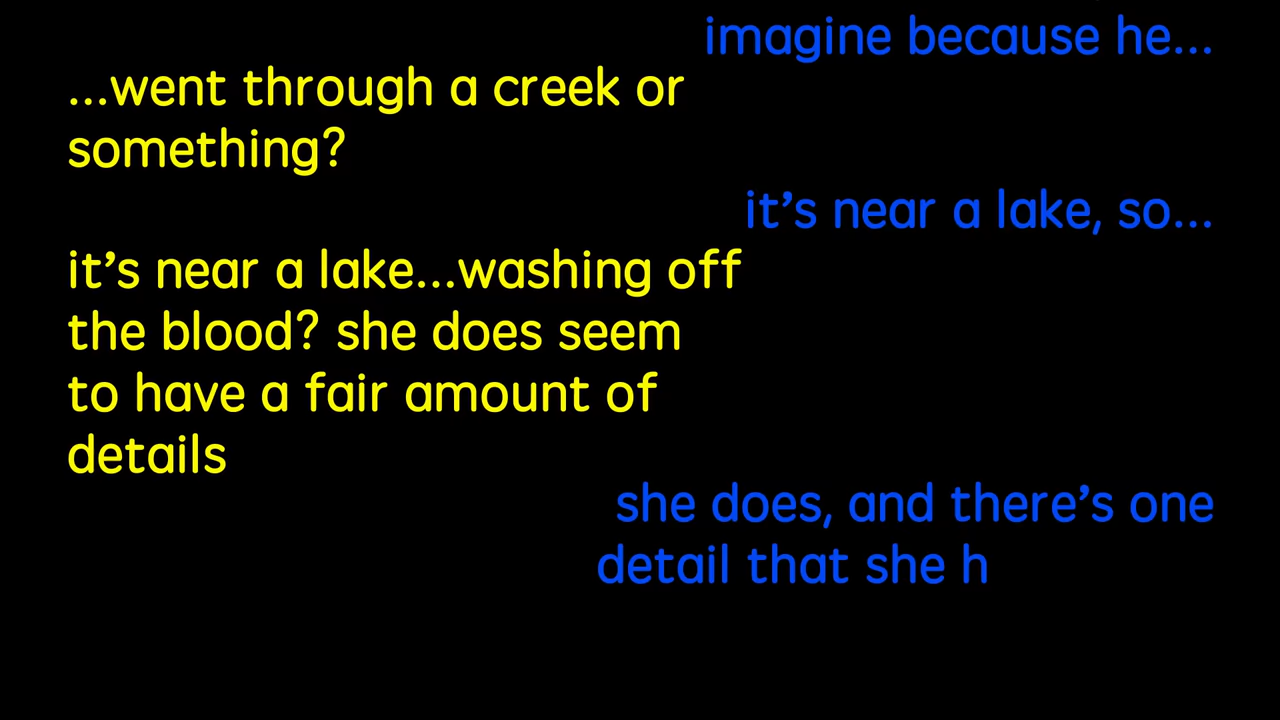 imagine because he...
...went through a creek or
something?
it’s near a lake, so...
it’s near a lake...washing off
the blood? she does seem
to have a fair amount of
details
she does, and there’s one
detail that she h